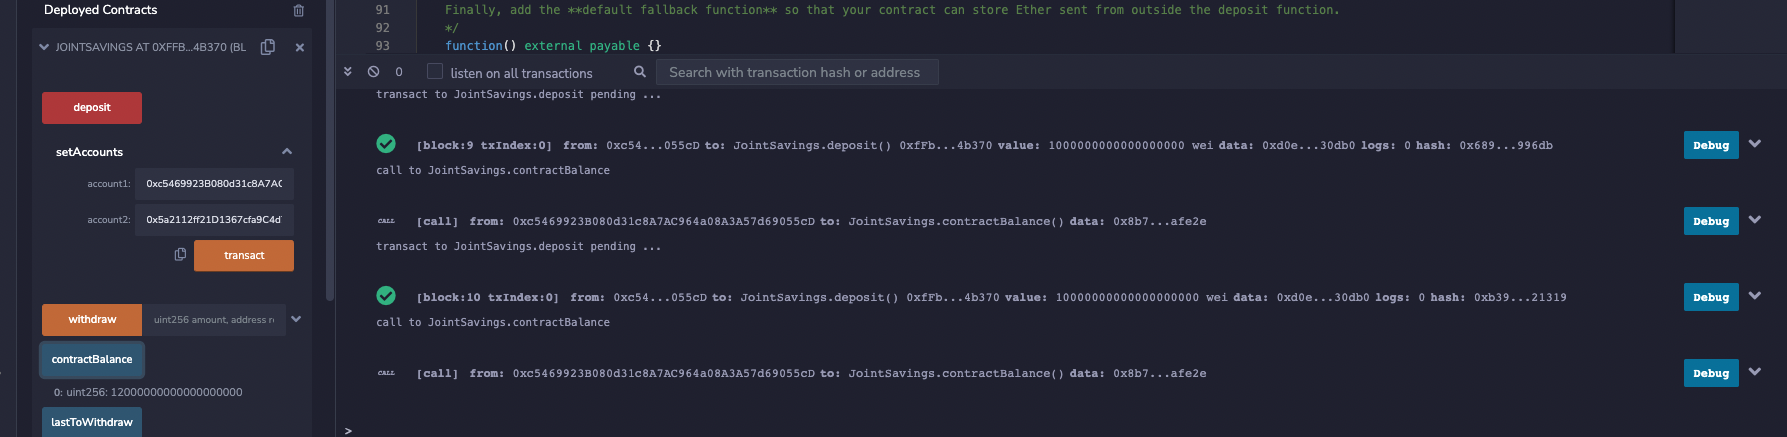 Deployed Contracts
JOINTSAVINGS AT 0XFFB...4B370 (BL
deposit
setAccounts
account1: 0xc5469923B080d31c8A7AC
account2: 0x5a2112ff21D1367cfa9C4d
transact
withdraw uint256 amount, address re
contractBalance
0: uint256: 12000000000000000000
lastToWithdraw
91 Finally, add the **default fallback function** so that your contract can store Ether sent from outside the deposit function.
92 */
93 function() external payable {}
0 listen on all transactions Search with transaction hash or address
transact to JointSavings.deposit pending ...
[block:9 txIndex:0] from: 0xc54...055cD to: JointSavings.deposit() 0xfFb...4b370 value: 1000000000000000000 wei data: 0xd0e...30db0 logs: 0 hash: 0x689...996db Debug
call to JointSavings.contractBalance
CALL [call] from: 0xc5469923B080d31c8A7AC964a08A3A57d69055cD to: JointSavings.contractBalance() data: 0x8b7...afe2e Debug
transact to JointSavings.deposit pending ...
[block:10 txIndex:0] from: 0xc54...055cD to: JointSavings.deposit() 0xfFb...4b370 value: 10000000000000000000 wei data: 0xd0e...30db0 logs: 0 hash: 0xb39...21319 Debug
call to JointSavings.contractBalance
CALL [call] from: 0xc5469923B080d31c8A7AC964a08A3A57d69055cD to: JointSavings.contractBalance() data: 0x8b7...afe2e Debug
>